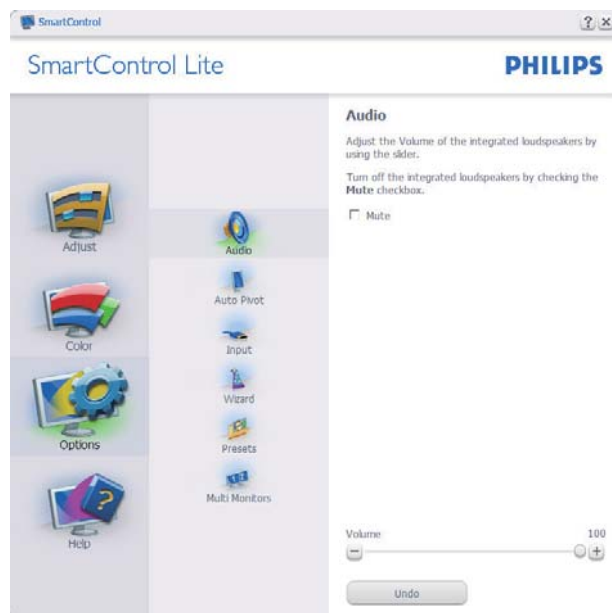 SmartControl
SmartControl Lite
PHILIPS
Adjust
Color
Options
Help
Audio
Auto Pivot
Input
Wizard
Presets
Multi Monitors
Audio
Adjust the Volume of the integrated loudspeakers by
using the slider.
Turn off the integrated loudspeakers by checking the
Mute checkbox.
Mute
Volume 100
Undo